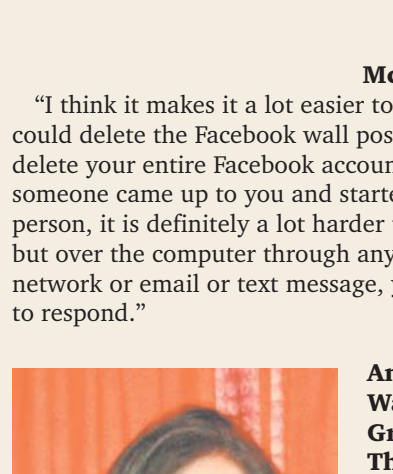 Mo
“I think it makes it a lot easier to
could delete the Facebook wall pos
delete your entire Facebook accoun
someone came up to you and starte
person, it is definitely a lot harder
but over the computer through any
network or email or text message,
to respond.”
An
Wa
Gr
Th